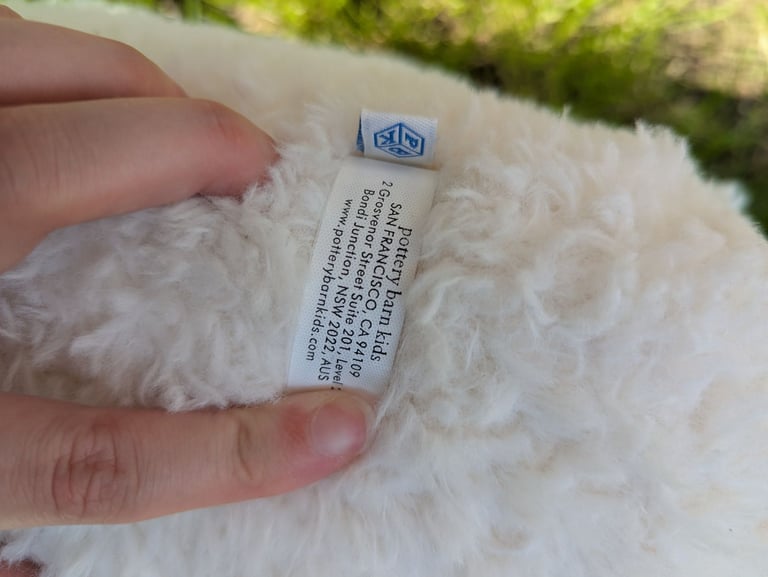 PBK
pottery barn kids
SAN FRANCISCO, CA 94109
2 Grosvenor Street Suite 201, Level
Bondi Junction, NSW 2022, AUS
www.potterybarnkids.com